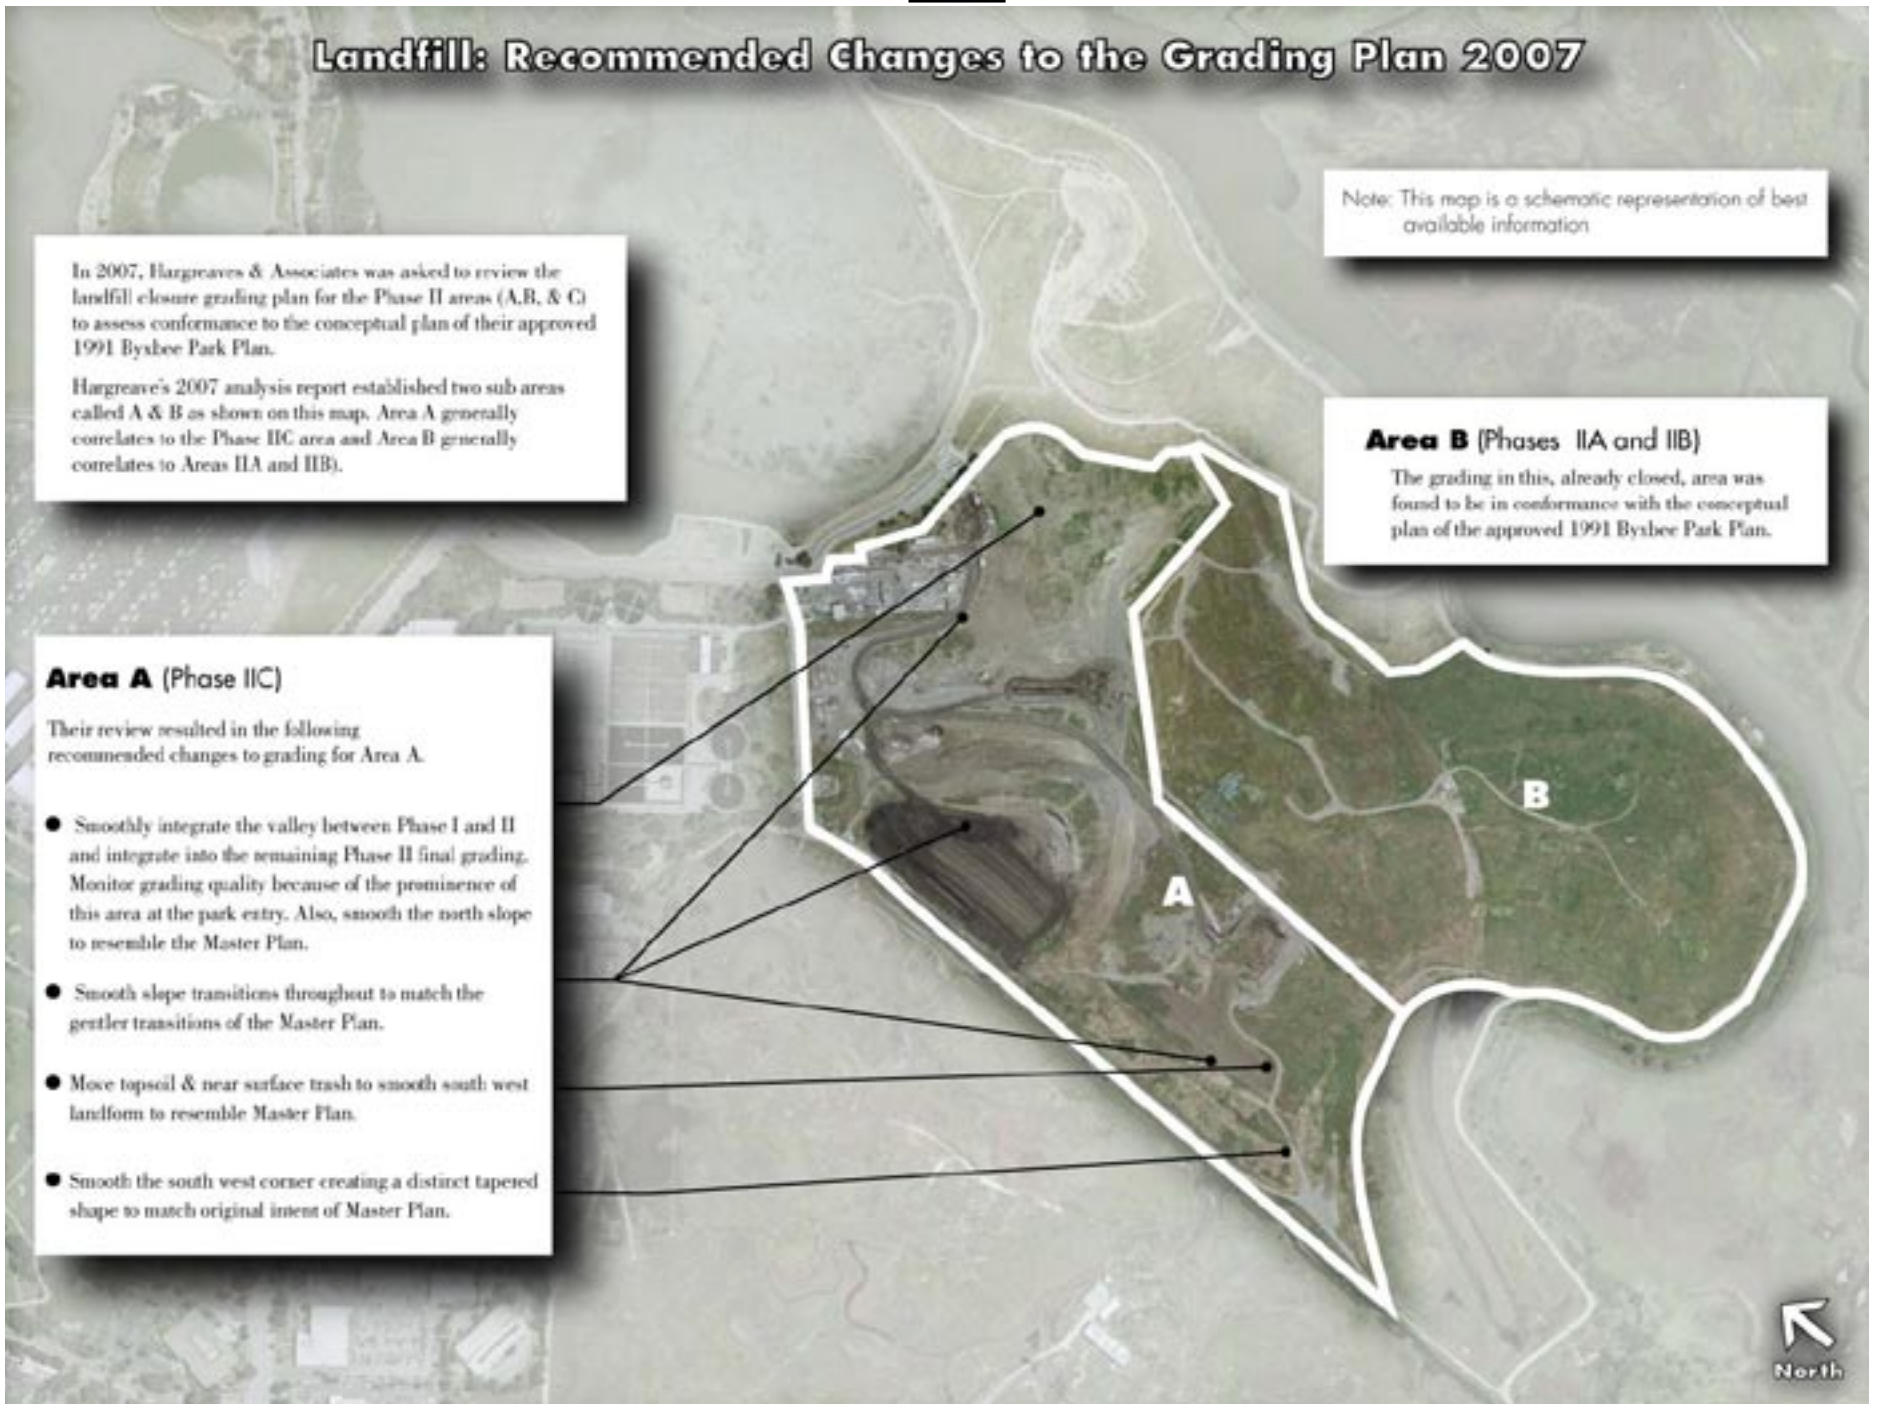 Landfill: Recommended Changes to the Grading Plan 2007
Note: This map is a schematic representation of best
available information
In 2007, Hargreaves & Associates was asked to review the
landfill closure grading plan for the Phase II areas (A,B, & C)
to assess conformance to the conceptual plan of their approved
1991 Byxbee Park Plan.
Hargreave's 2007 analysis report established two sub areas
called A & B as shown on this map. Area A generally
correlates to the Phase IIC area and Area B generally
correlates to Areas IIA and IIB).
Area B (Phases IIA and IIB)
The grading in this, already closed, area was
found to be in conformance with the conceptual
plan of the approved 1991 Byxbee Park Plan.
Area A (Phase IIC)
Their review resulted in the following
recommended changes to grading for Area A.
● Smoothly integrate the valley between Phase I and II
and integrate into the remaining Phase II final grading.
Monitor grading quality because of the prominence of
this area at the park entry. Also, smooth the north slope
to resemble the Master Plan.
● Smooth slope transitions throughout to match the
gentler transitions of the Master Plan.
● Move topsoil & near surface trash to smooth south west
landform to resemble Master Plan.
● Smooth the south west corner creating a distinct tapered
shape to match original intent of Master Plan.
B
A
North